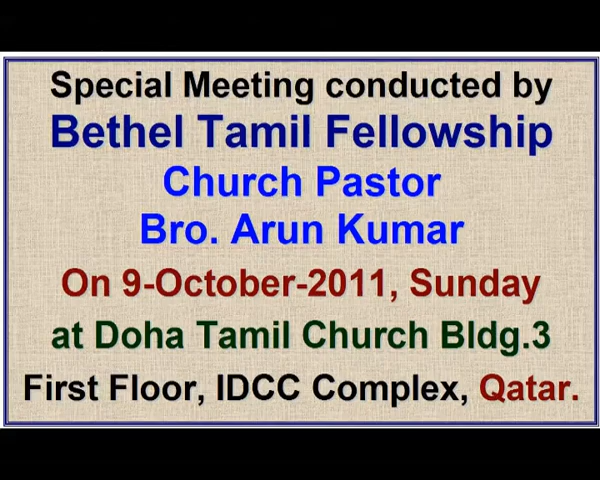 Special Meeting conducted by
Bethel Tamil Fellowship
Church Pastor
Bro. Arun Kumar
On 9-October-2011, Sunday
at Doha Tamil Church Bldg.3
First Floor, IDCC Complex, Qatar.